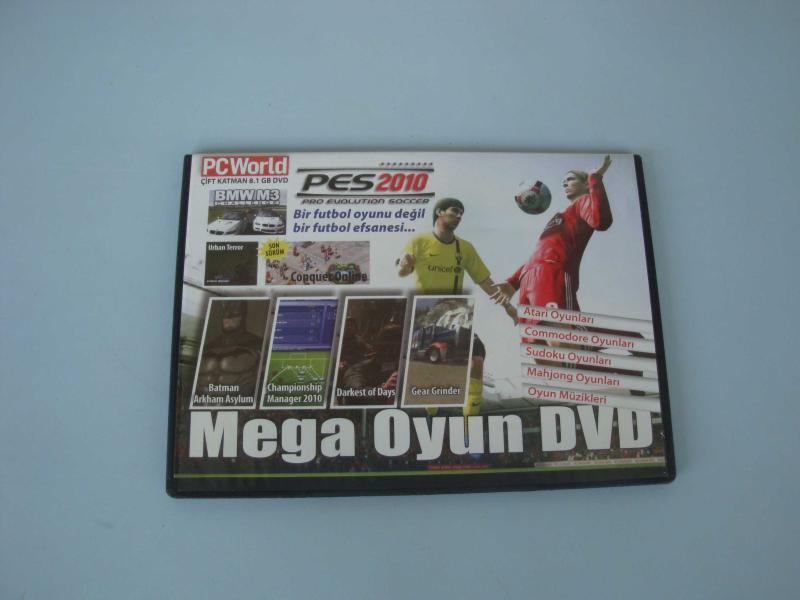 PCWorld
ÇİFT KATMAN 8.1 GB DVD
PES2010
PRO EVOLUTION SOCCER
BMW M3
CHALLENGE
Bir futbol oyunu değil
bir futbol efsanesi...
Urban Terror
SON
SÜRÜM
Conquer Online
unicef
Atari Oyunları
Commodore Oyunları
Sudoku Oyunları
Mahjong Oyunları
Oyun Müzikleri
Batman
Arkham Asylum
Championship
Manager 2010
Darkest of Days
Gear Grinder
Mega Oyun DVD